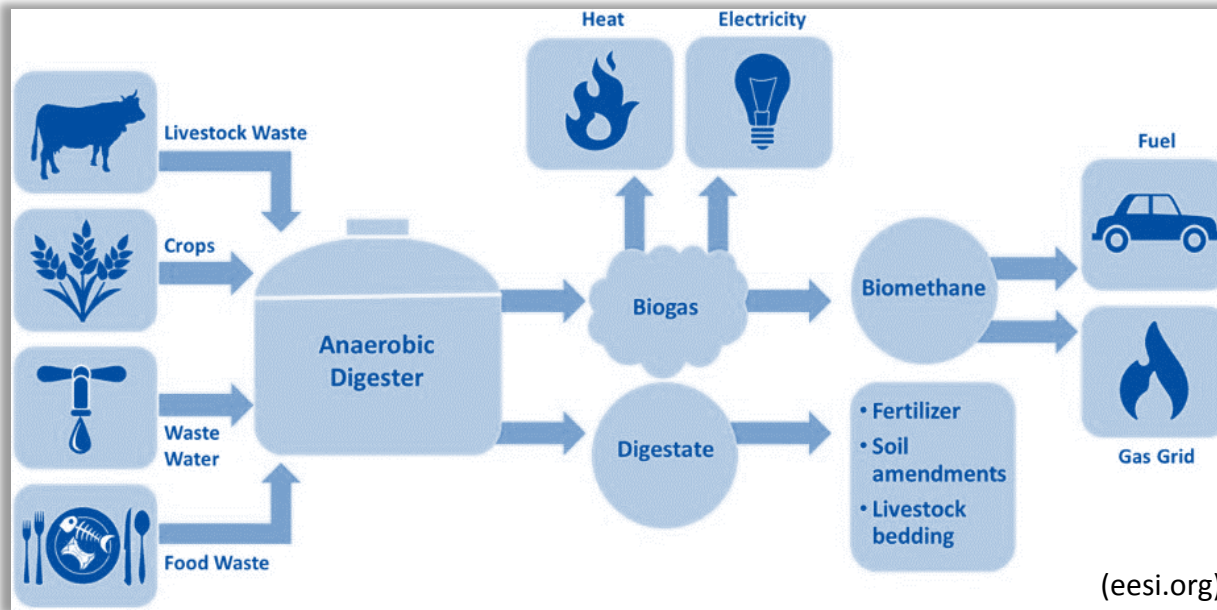 Heat
Electricity
Livestock Waste
Crops
Waste
Water
Food Waste
Anaerobic
Digester
Biogas
Digestate
Biomethane
• Fertilizer
• Soil
amendments
• Livestock
bedding
Fuel
Gas Grid
(eesi.org)